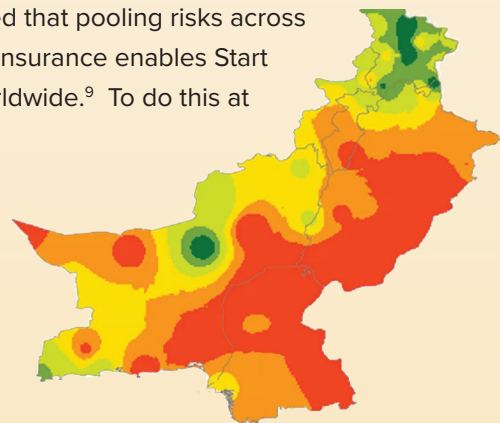 ed that pooling risks across
nsurance enables Start
rldwide.⁹ To do this at